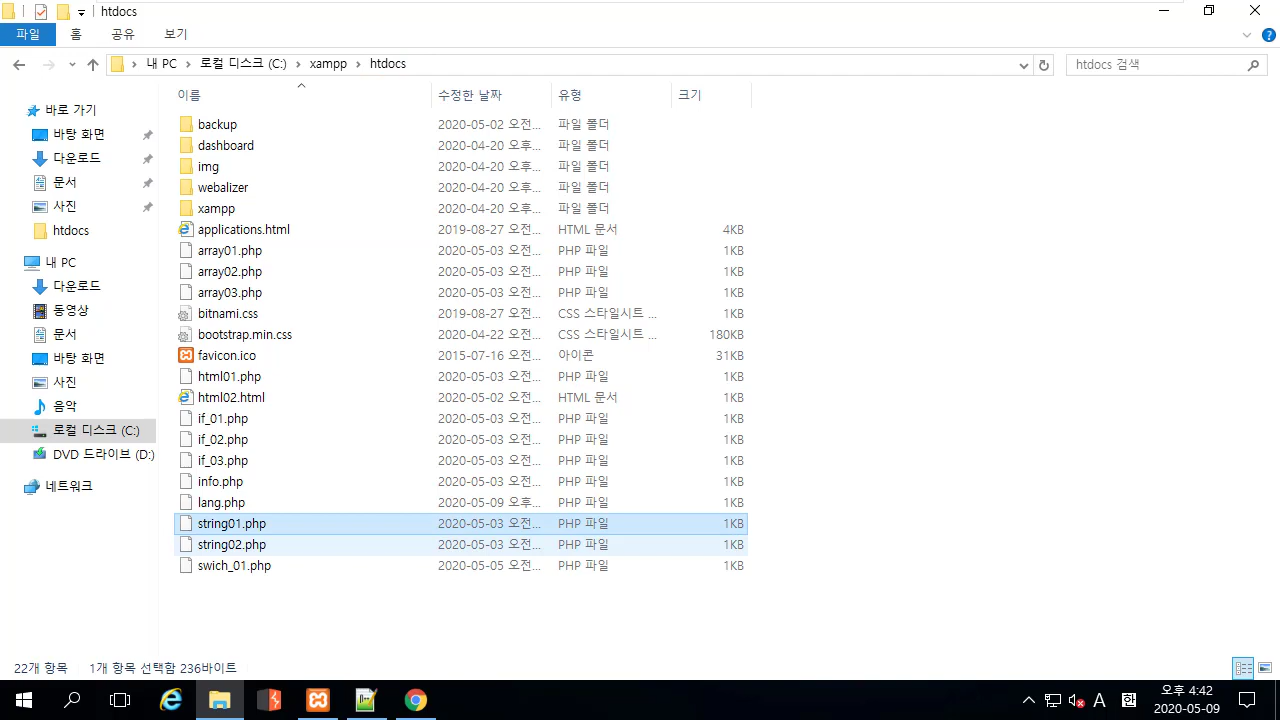 htdocs
파일 홈 공유 보기
내 PC 로컬 디스크 (C:) xampp htdocs
htdocs 검색
이름 수정한 날짜 유형 크기
바로 가기
바탕 화면
다운로드
문서
사진
htdocs
내 PC
다운로드
동영상
문서
바탕 화면
사진
음악
로컬 디스크 (C:)
DVD 드라이브 (D:)
네트워크
backup 2020-05-02 오전... 파일 폴더
dashboard 2020-04-20 오후... 파일 폴더
img 2020-04-20 오후... 파일 폴더
webalizer 2020-04-20 오후... 파일 폴더
xampp 2020-04-20 오후... 파일 폴더
applications.html 2019-08-27 오전... HTML 문서 4KB
array01.php 2020-05-03 오전... PHP 파일 1KB
array02.php 2020-05-03 오전... PHP 파일 1KB
array03.php 2020-05-03 오전... PHP 파일 1KB
bitnami.css 2019-08-27 오전... CSS 스타일시트 ... 1KB
bootstrap.min.css 2020-04-22 오전... CSS 스타일시트 ... 180KB
favicon.ico 2015-07-16 오전... 아이콘 31KB
html01.php 2020-05-03 오전... PHP 파일 1KB
html02.html 2020-05-02 오전... HTML 문서 1KB
if_01.php 2020-05-03 오전... PHP 파일 1KB
if_02.php 2020-05-03 오전... PHP 파일 1KB
if_03.php 2020-05-03 오전... PHP 파일 1KB
info.php 2020-05-03 오전... PHP 파일 1KB
lang.php 2020-05-09 오후... PHP 파일 1KB
string01.php 2020-05-03 오전... PHP 파일 1KB
string02.php 2020-05-03 오전... PHP 파일 1KB
swich_01.php 2020-05-05 오전... PHP 파일 1KB
22개 항목 1개 항목 선택함 236바이트
A 한 오후 4:42
2020-05-09